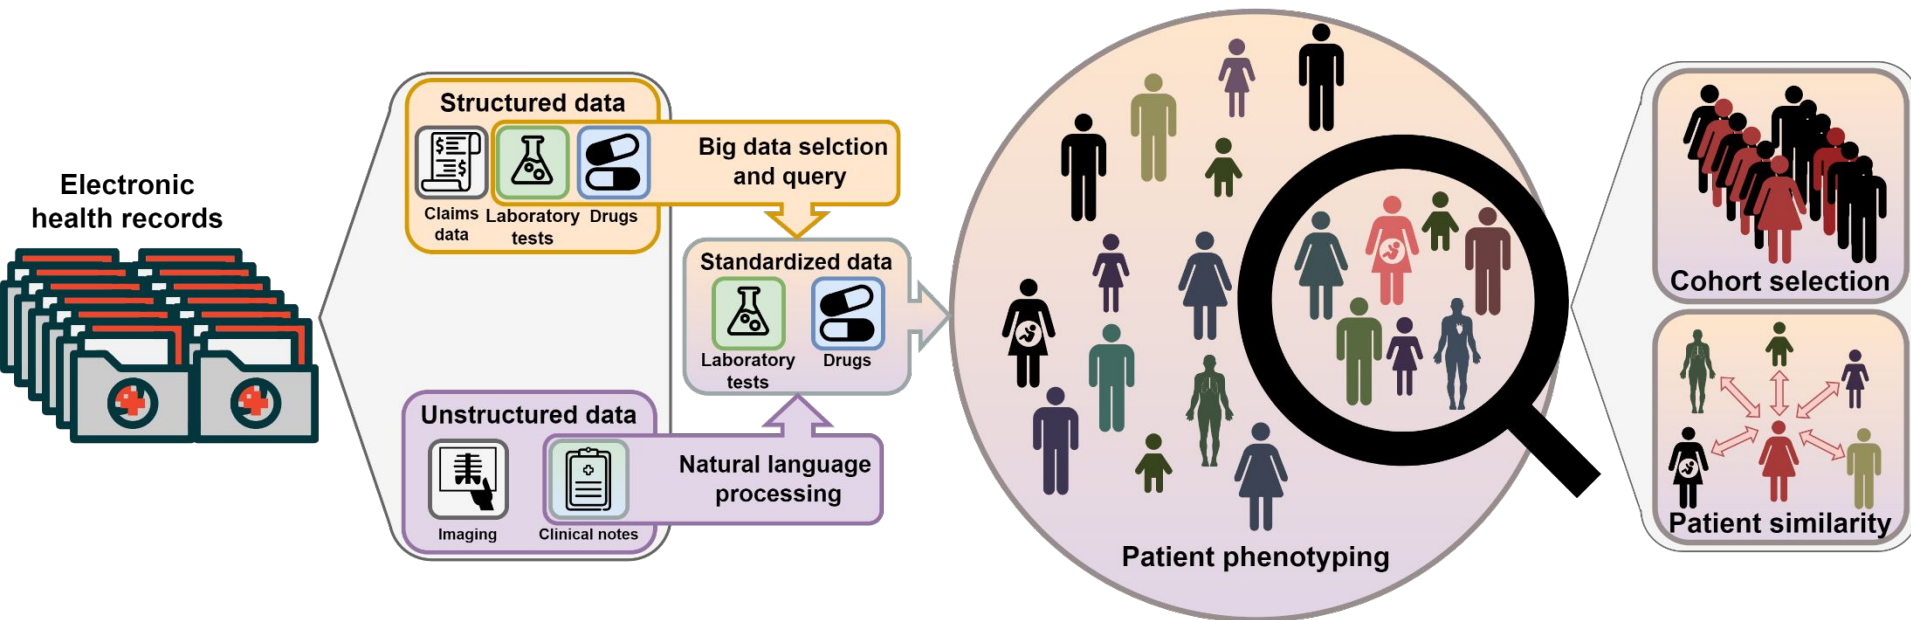 Electronic
health records
Structured data
Claims
data
Laboratory
tests
Drugs
Big data selction
and query
Standardized data
Laboratory
tests
Drugs
Unstructured data
Imaging
Clinical notes
Natural language
processing
Patient phenotyping
Cohort selection
Patient similarity